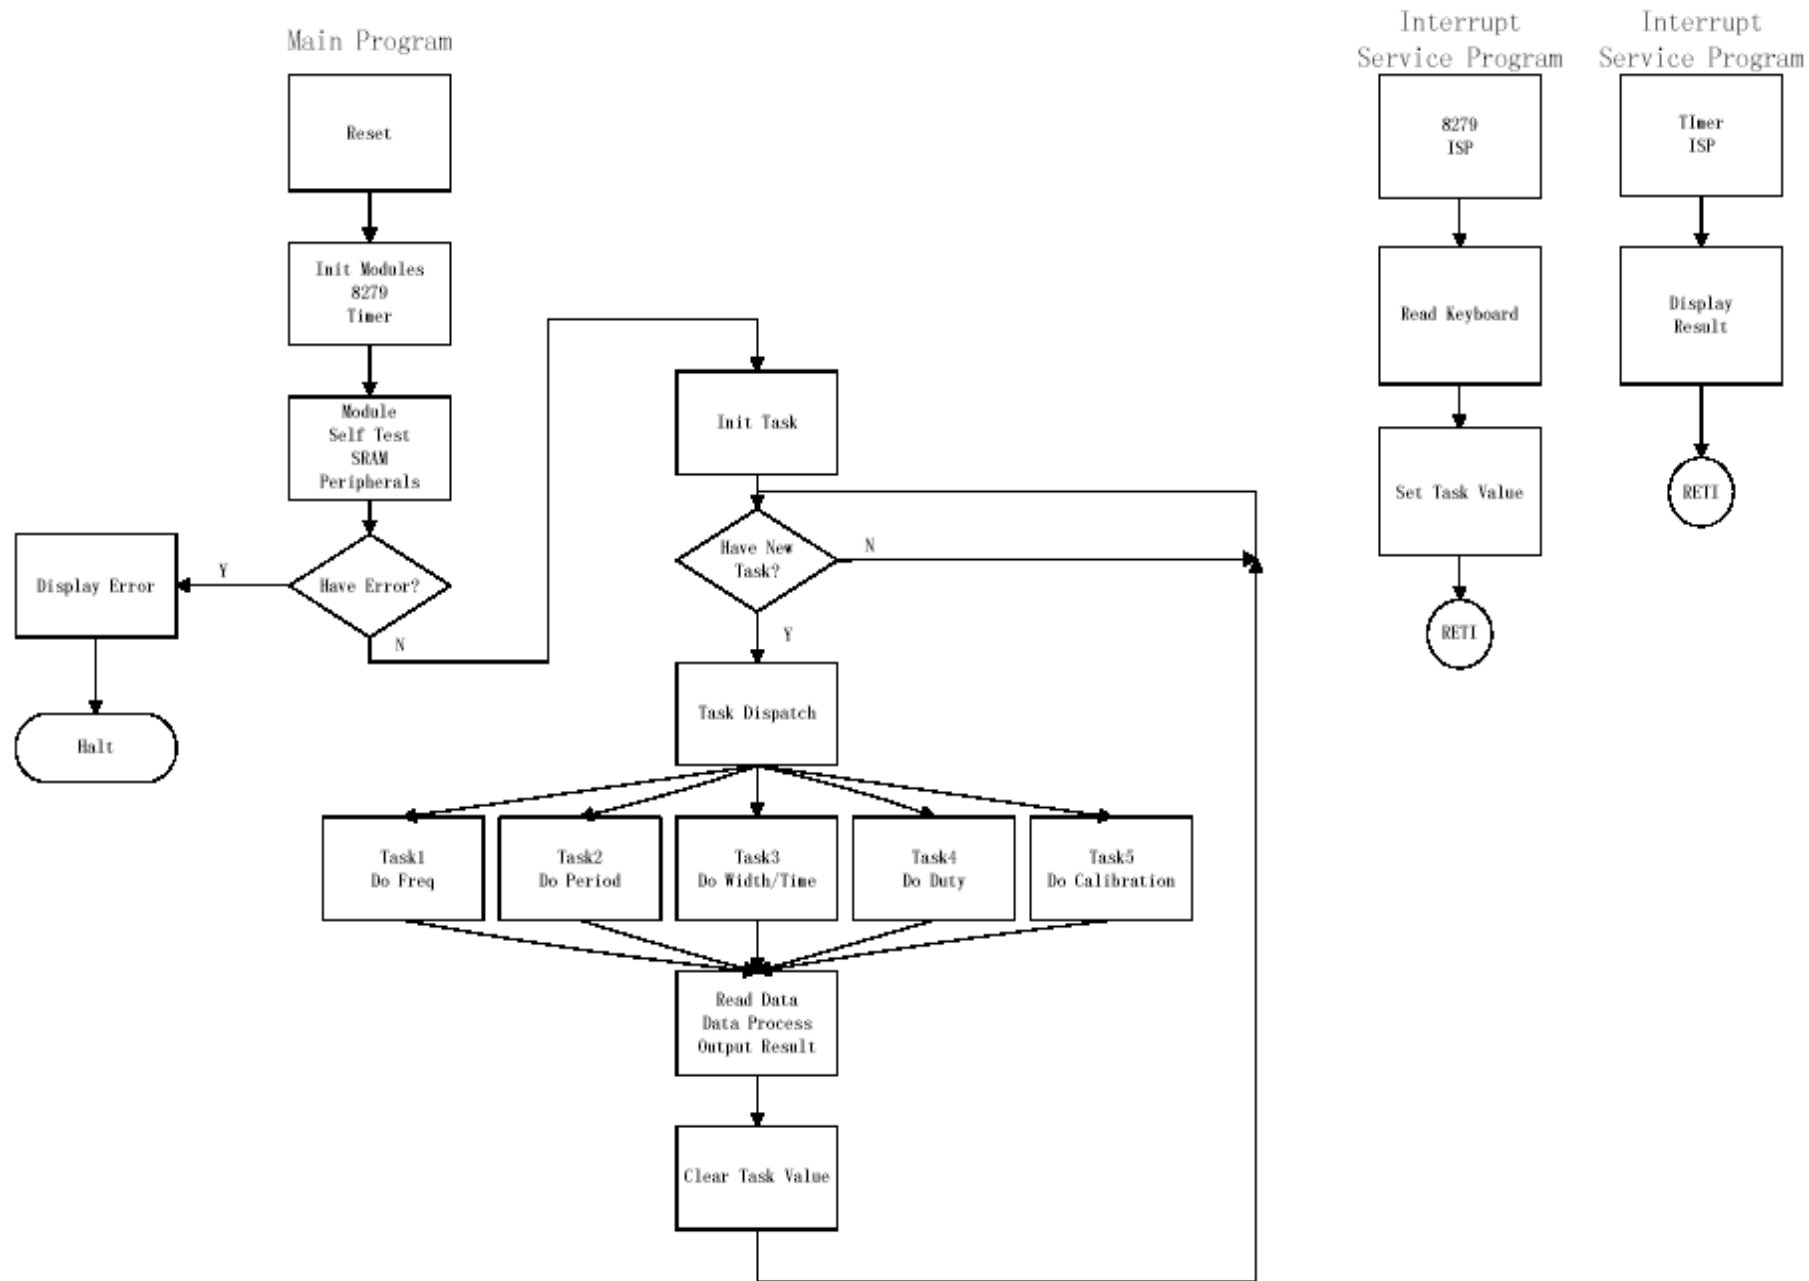 Main Program
Reset
Init Modules
8279
Timer
Module
Self Test
SRAM
Peripherals
Have Error?
Y
N
Display Error
Halt
Init Task
Have New
Task?
N
Y
Task Dispatch
Task1
Do Freq
Task2
Do Period
Task3
Do Width/Time
Task4
Do Duty
Task5
Do Calibration
Read Data
Data Process
Output Result
Clear Task Value
Interrupt
Service Program
8279
ISP
Read Keyboard
Set Task Value
RETI
Interrupt
Service Program
TImer
ISP
Display
Result
RETI